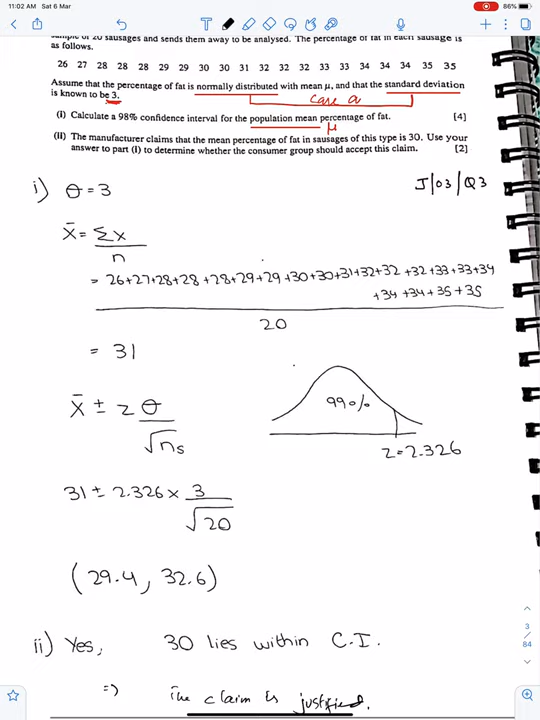 11:02 AM Sat 6 Mar
86%
sample of 20 sausages and sends them away to be analysed. The percentage of fat in each sausage is
as follows.
26 27 28 28 28 29 29 30 30 31 32 32 32 33 33 34 34 34 35 35
Assume that the percentage of fat is normally distributed with mean μ, and that the standard deviation
is known to be 3.
case a
(i) Calculate a 98% confidence interval for the population mean percentage of fat. [4]
μ
(ii) The manufacturer claims that the mean percentage of fat in sausages of this type is 30. Use your
answer to part (i) to determine whether the consumer group should accept this claim. [2]
J/03/Q3
i) θ = 3
x̄ = Σx
n
= 26+27+28+28+28+29+29+30+30+31+32+32+32+33+33+34
+34+34+35+35
20
= 31
x̄ ± z θ
√ns
99%
z=2.326
31 ± 2.326 × 3
√20
(29.4, 32.6)
ii) Yes, 30 lies within C.I.
=> The claim is justified.
3
/
84